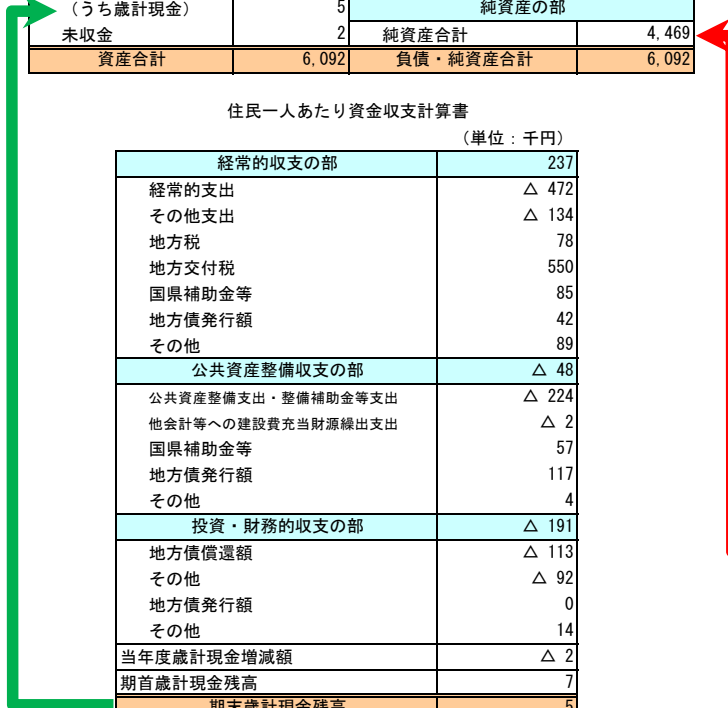 （うち歳計現金） 5 純資産の部
未収金 2 純資産合計 4,469
資産合計 6,092 負債・純資産合計 6,092
住民一人あたり資金収支計算書
（単位：千円）
経常的収支の部 237
経常的支出 △ 472
その他支出 △ 134
地方税 78
地方交付税 550
国県補助金等 85
地方債発行額 42
その他 89
公共資産整備収支の部 △ 48
公共資産整備支出・整備補助金等支出 △ 224
他会計等への建設費充当財源繰出支出 △ 2
国県補助金等 57
地方債発行額 117
その他 4
投資・財務的収支の部 △ 191
地方債償還額 △ 113
その他 △ 92
地方債発行額 0
その他 14
当年度歳計現金増減額 △ 2
期首歳計現金残高 7
期末歳計現金残高 5